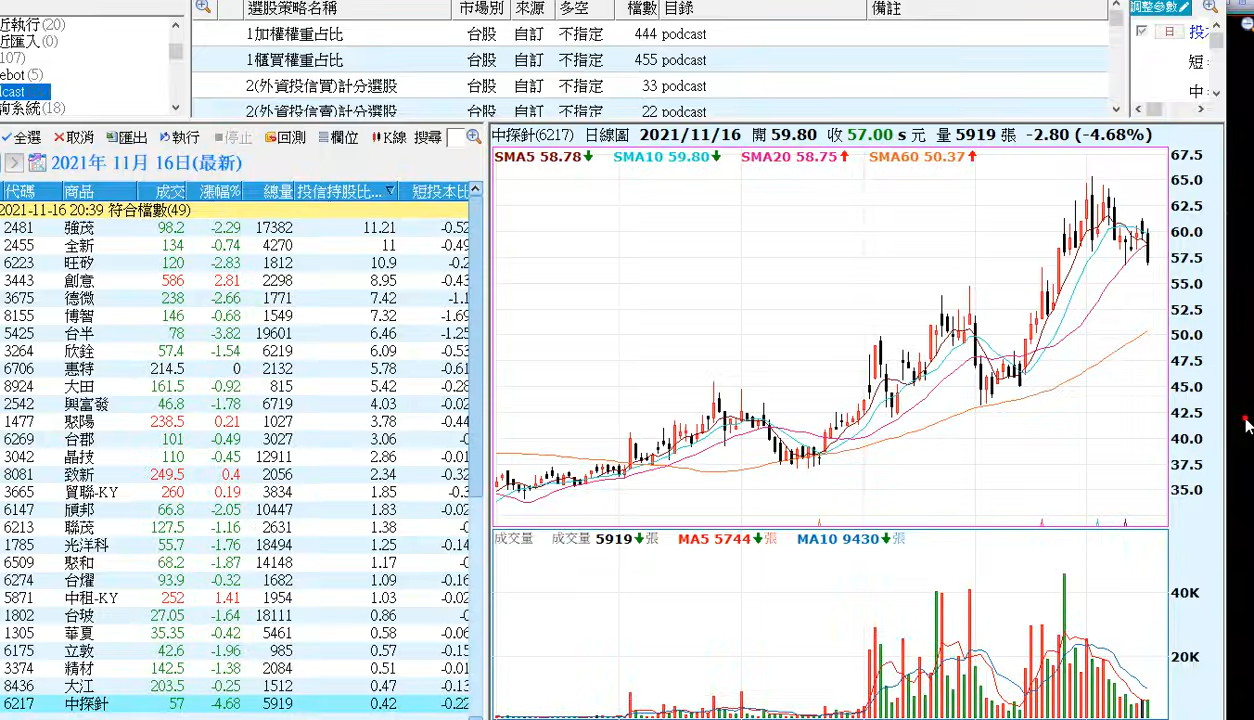 近執行(20)
近匯入(0)
107)
ebot(5)
dcast
詢系統(18)
選股策略名稱 市場別 來源 多空 檔數 目錄 備註
1加權權重占比 台股 自訂 不指定 444 podcast
1櫃買權重占比 台股 自訂 不指定 455 podcast
2(外資投信買)計分選股 台股 自訂 不指定 33 podcast
2(外資投信賣)計分選股 台股 自訂 不指定 22 podcast
調整參數
日 投
短
中
全選 取消 匯出 執行 停止 回測 欄位 K線 搜尋
2021年 11月 16日(最新)
代碼 商品 成交 漲幅% 總量 投信持股比... 短投本比
2021-11-16 20:39 符合檔數(49)
2481 強茂 98.2 -2.29 17382 11.21 -0.52
2455 全新 134 -0.74 4270 11 -0.49
6223 旺矽 120 -2.83 1812 10.9 -0.2
3443 創意 586 2.81 2298 8.95 -0.43
3675 德微 238 -2.66 1771 7.42 -1.1
8155 博智 146 -0.68 1549 7.32 -1.69
5425 台半 78 -3.82 19601 6.46 -1.25
3264 欣銓 57.4 -1.54 6219 6.09 -0.53
6706 惠特 214.5 0 2132 5.78 -0.61
8924 大田 161.5 -0.92 815 5.42 -0.28
2542 興富發 46.8 -1.78 6719 4.03 -0.02
1477 聚陽 238.5 0.21 1027 3.78 -0.44
6269 台郡 101 -0.49 3027 3.06 -0.02
3042 晶技 110 -0.45 12911 2.86 -0.01
8081 致新 249.5 0.4 2056 2.34 -0.32
3665 貿聯-KY 260 0.19 3834 1.85 -0.3
6147 頎邦 66.8 -2.05 10447 1.83 -0.02
6213 聯茂 127.5 -1.16 2631 1.38 -0
1785 光洋科 55.7 -1.76 18494 1.25 -0.14
6509 聚和 68.2 -1.87 14148 1.17 -0
6274 台燿 93.9 -0.32 1682 1.09 -0.16
5871 中租-KY 252 1.41 1954 1.03 -0.02
1802 台玻 27.05 -1.64 18111 0.86 -0
1305 華夏 35.35 -0.42 5461 0.58 -0.06
6175 立敦 42.6 -1.96 985 0.57 -0.15
3374 精材 142.5 -1.38 2084 0.51 -0.01
8436 大江 203.5 -0.25 1512 0.47 -0.13
6217 中探針 57 -4.68 5919 0.42 -0.22
中探針(6217) 日線圖 2021/11/16 開 59.80 收 57.00 s 元 量 5919 張 -2.80 (-4.68%)
SMA5 58.78 SMA10 59.80 SMA20 58.75 SMA60 50.37
67.5
65.0
62.5
60.0
57.5
55.0
52.5
50.0
47.5
45.0
42.5
40.0
37.5
35.0
成交量 成交量 5919張 MA5 5744張 MA10 9430張
40K
20K